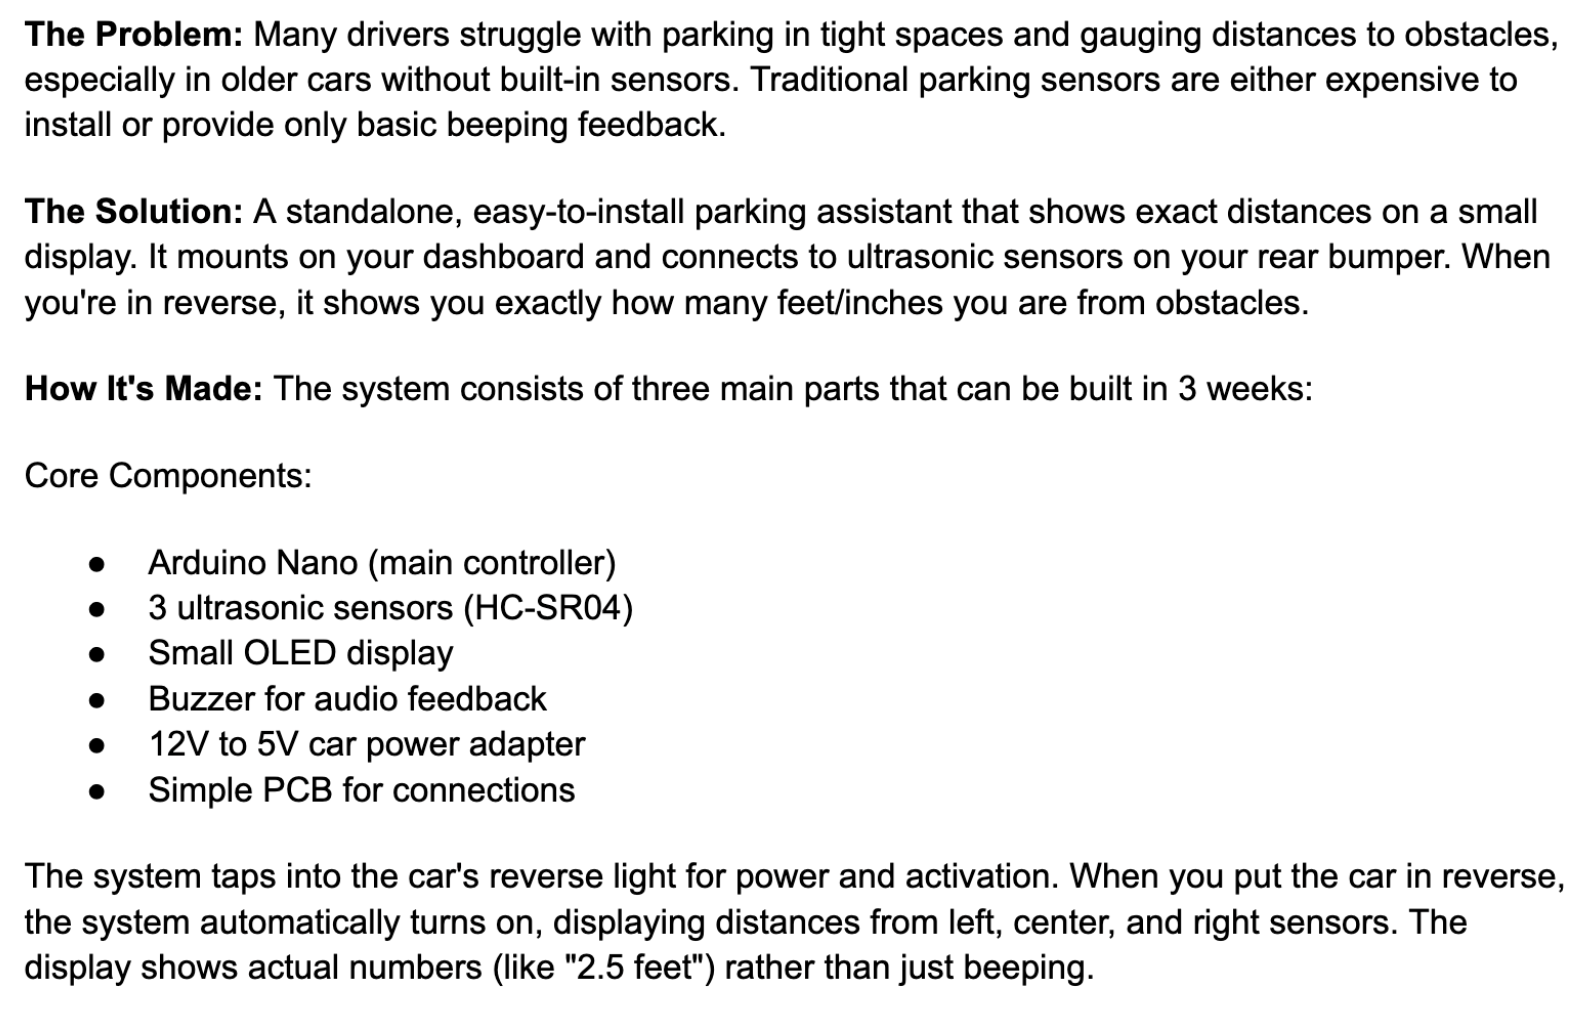 The Problem: Many drivers struggle with parking in tight spaces and gauging distances to obstacles,
especially in older cars without built-in sensors. Traditional parking sensors are either expensive to
install or provide only basic beeping feedback.
The Solution: A standalone, easy-to-install parking assistant that shows exact distances on a small
display. It mounts on your dashboard and connects to ultrasonic sensors on your rear bumper. When
you're in reverse, it shows you exactly how many feet/inches you are from obstacles.
How It's Made: The system consists of three main parts that can be built in 3 weeks:
Core Components:
● Arduino Nano (main controller)
● 3 ultrasonic sensors (HC-SR04)
● Small OLED display
● Buzzer for audio feedback
● 12V to 5V car power adapter
● Simple PCB for connections
The system taps into the car's reverse light for power and activation. When you put the car in reverse,
the system automatically turns on, displaying distances from left, center, and right sensors. The
display shows actual numbers (like "2.5 feet") rather than just beeping.